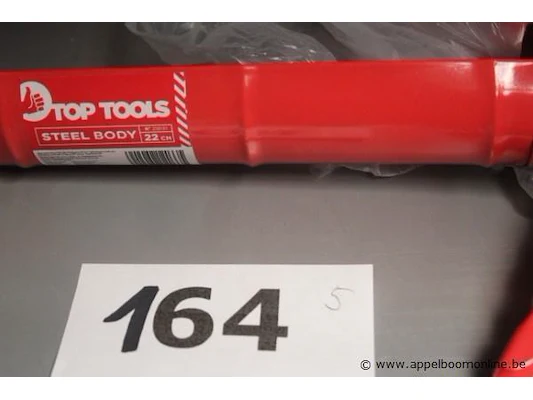 TOP TOOLS
STEEL BODY
22 CM
164
5
© www.appelboomonline.be